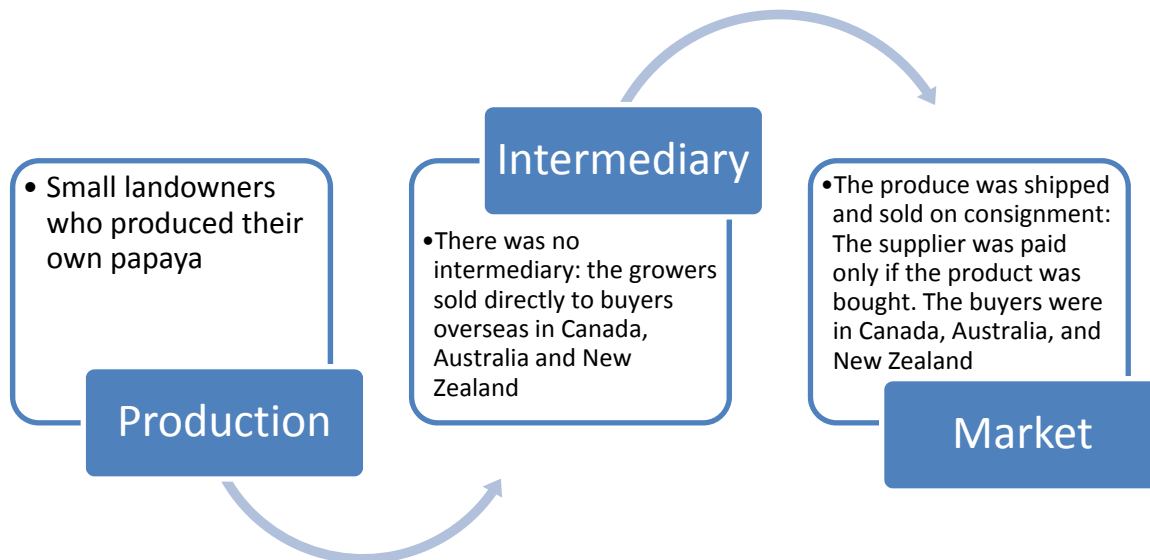 • Small landowners
who produced their
own papaya
Production
Intermediary
•There was no
intermediary: the growers
sold directly to buyers
overseas in Canada,
Australia and New
Zealand
•The produce was shipped
and sold on consignment:
The supplier was paid
only if the product was
bought. The buyers were
in Canada, Australia, and
New Zealand
Market